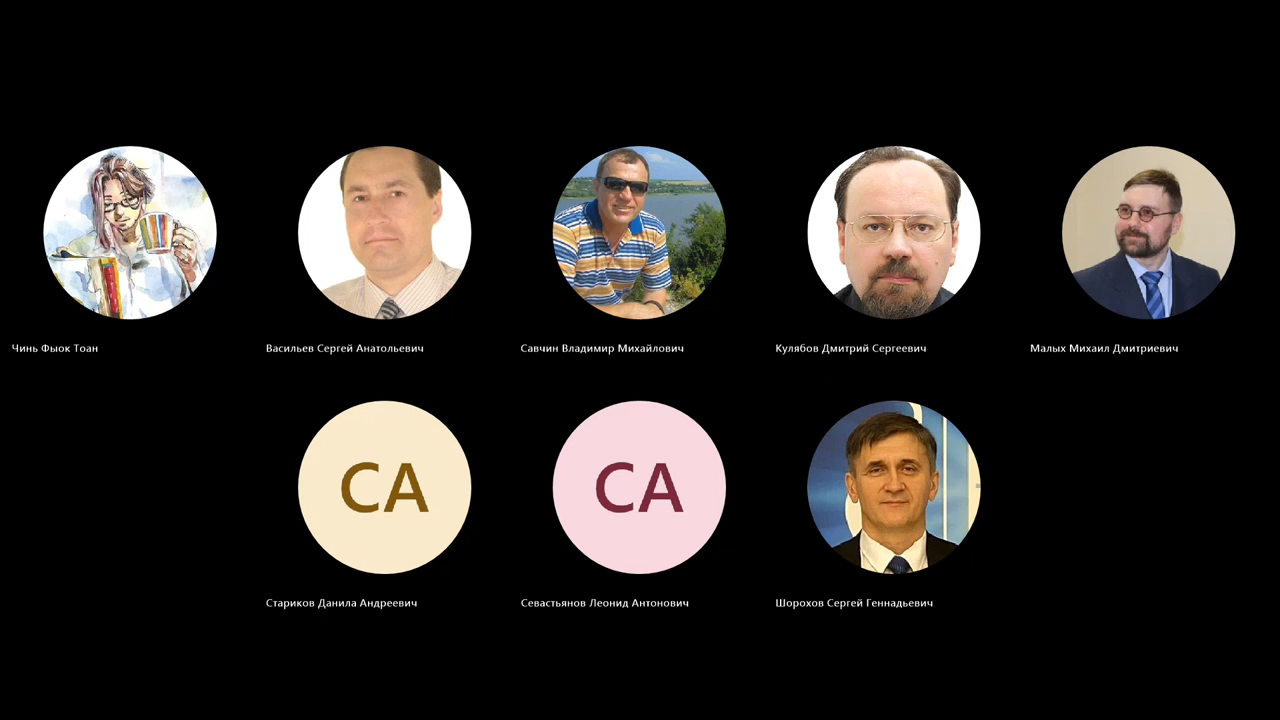 Чинь Фыок Тоан
Васильев Сергей Анатольевич
Савчин Владимир Михайлович
Кулябов Дмитрий Сергеевич
Малых Михаил Дмитриевич
СА
СА
Стариков Данила Андреевич
Севастьянов Леонид Антонович
Шорохов Сергей Геннадьевич